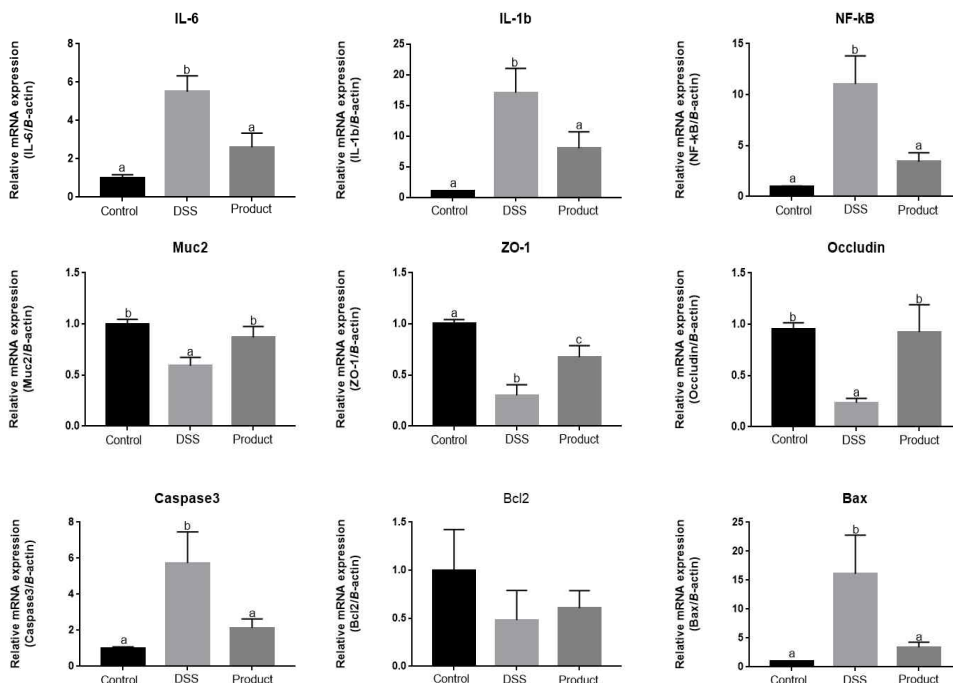 IL-6
Relative mRNA expression
(IL-6/B-actin)
8
6
4
2
0
a
b
a
Control DSS Product
IL-1b
Relative mRNA expression
(IL-1b/B-actin)
25
20
15
10
5
0
a
b
a
Control DSS Product
NF-kB
Relative mRNA expression
(NF-kB/B-actin)
15
10
5
0
a
b
a
Control DSS Product
Muc2
Relative mRNA expression
(Muc2/B-actin)
1.5
1.0
0.5
0.0
b
a
b
Control DSS Product
ZO-1
Relative mRNA expression
(ZO-1/B-actin)
1.5
1.0
0.5
0.0
a
b
c
Control DSS Product
Occludin
Relative mRNA expression
(Occludin/B-actin)
1.5
1.0
0.5
0.0
b
a
b
Control DSS Product
Caspase3
Relative mRNA expression
(Caspase3/B-actin)
8
6
4
2
0
a
b
a
Control DSS Product
Bcl2
Relative mRNA expression
(Bcl2/B-actin)
1.5
1.0
0.5
0.0
Control DSS Product
Bax
Relative mRNA expression
(Bax/B-actin)
25
20
15
10
5
0
a
b
a
Control DSS Product